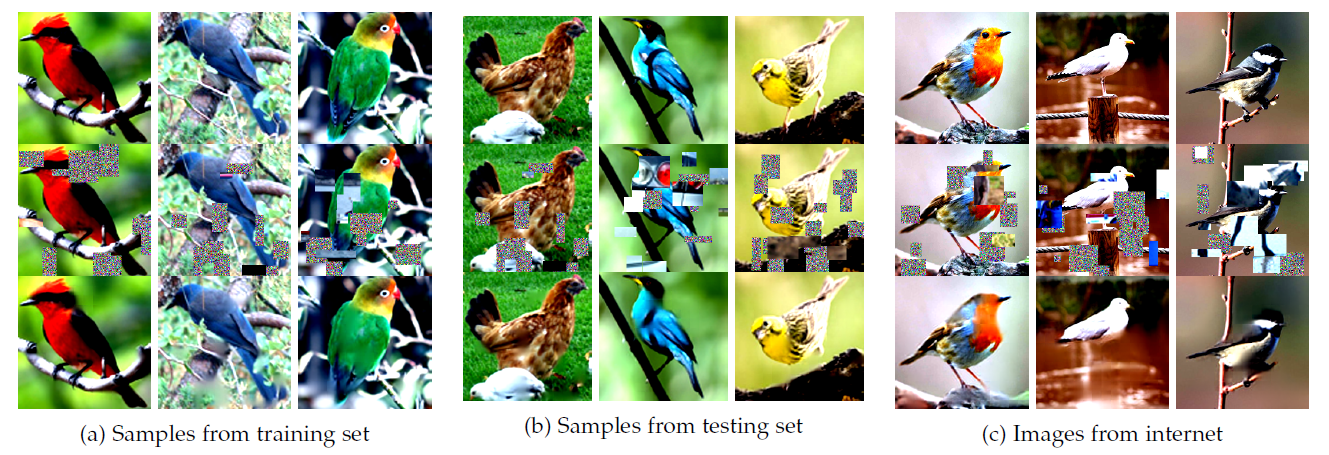 (a) Samples from training set
(b) Samples from testing set
(c) Images from internet